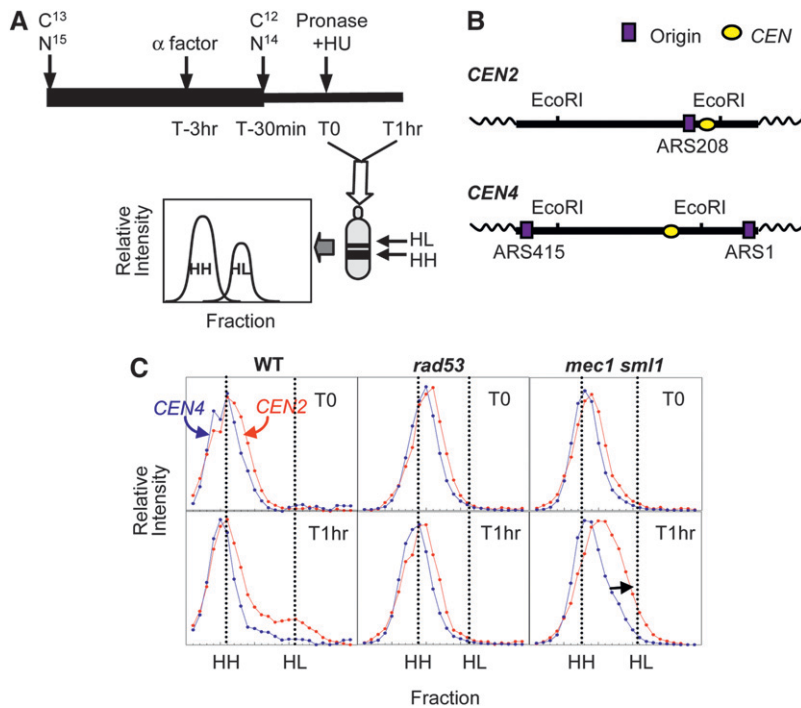 A
C13
N15
α factor
C12
N14
Pronase
+HU
T-3hr
T-30min
T0
T1hr
HL
HH
Relative
Intensity
HH
HL
Fraction
B
Origin
CEN
CEN2
EcoRI
EcoRI
ARS208
CEN4
EcoRI
EcoRI
ARS415
ARS1
C
WT
rad53
mec1 sml1
CEN4
CEN2
T0
T0
T0
Relative
Intensity
T1hr
T1hr
T1hr
HH
HL
HH
HL
HH
HL
Fraction